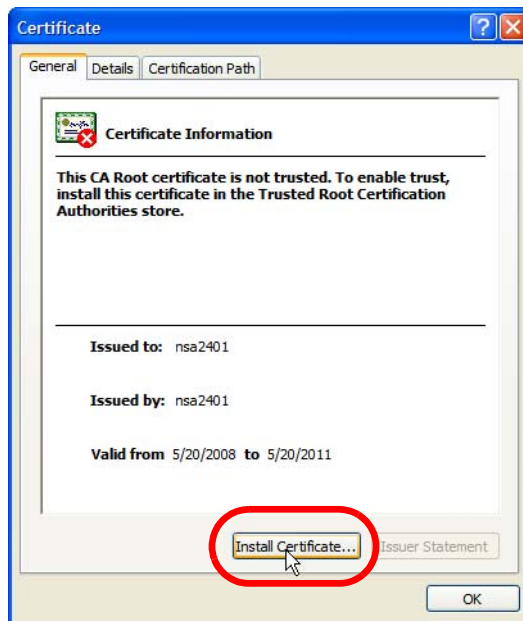 Certificate
General Details Certification Path
Certificate Information
This CA Root certificate is not trusted. To enable trust,
install this certificate in the Trusted Root Certification
Authorities store.
Issued to: nsa2401
Issued by: nsa2401
Valid from 5/20/2008 to 5/20/2011
Install Certificate... Issuer Statement
OK